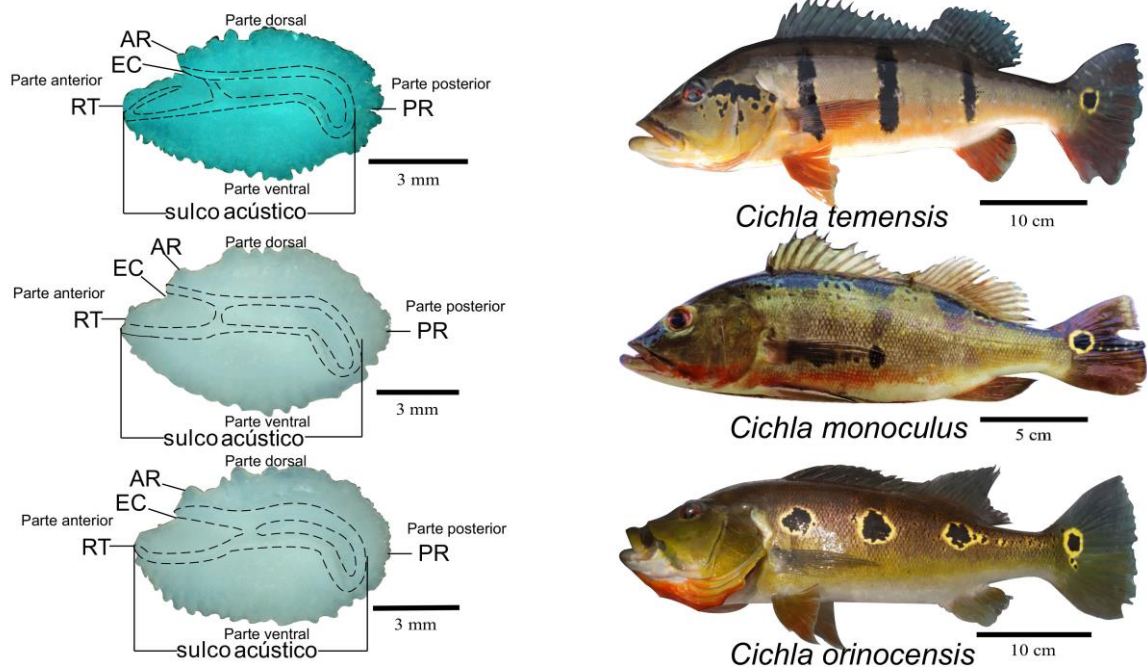 Parte dorsal
AR
EC
Parte anterior
Parte posterior
RT
PR
3 mm
Parte ventral
sulco acústico
Cichla temensis
10 cm
Parte dorsal
AR
EC
Parte anterior
Parte posterior
RT
PR
3 mm
Parte ventral
sulco acústico
Cichla monoculus
5 cm
Parte dorsal
AR
EC
Parte anterior
Parte posterior
RT
PR
3 mm
Parte ventral
sulco acústico
Cichla orinocensis
10 cm